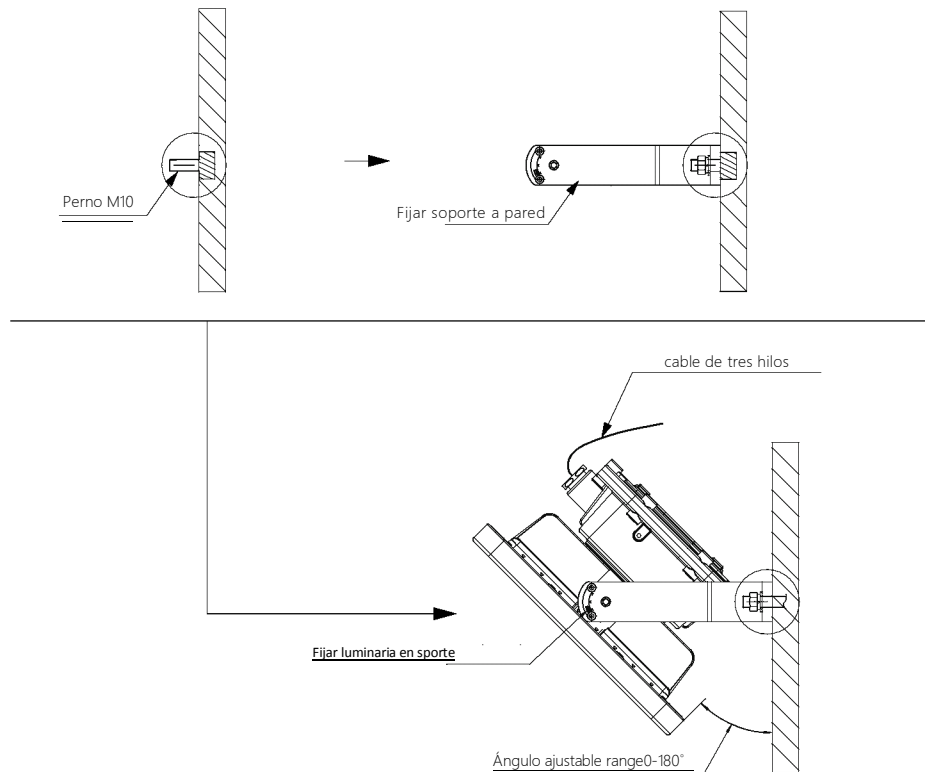 Perno M10
Fijar soporte a pared
cable de tres hilos
Fijar luminaria en sporte
Ángulo ajustable range0-180°